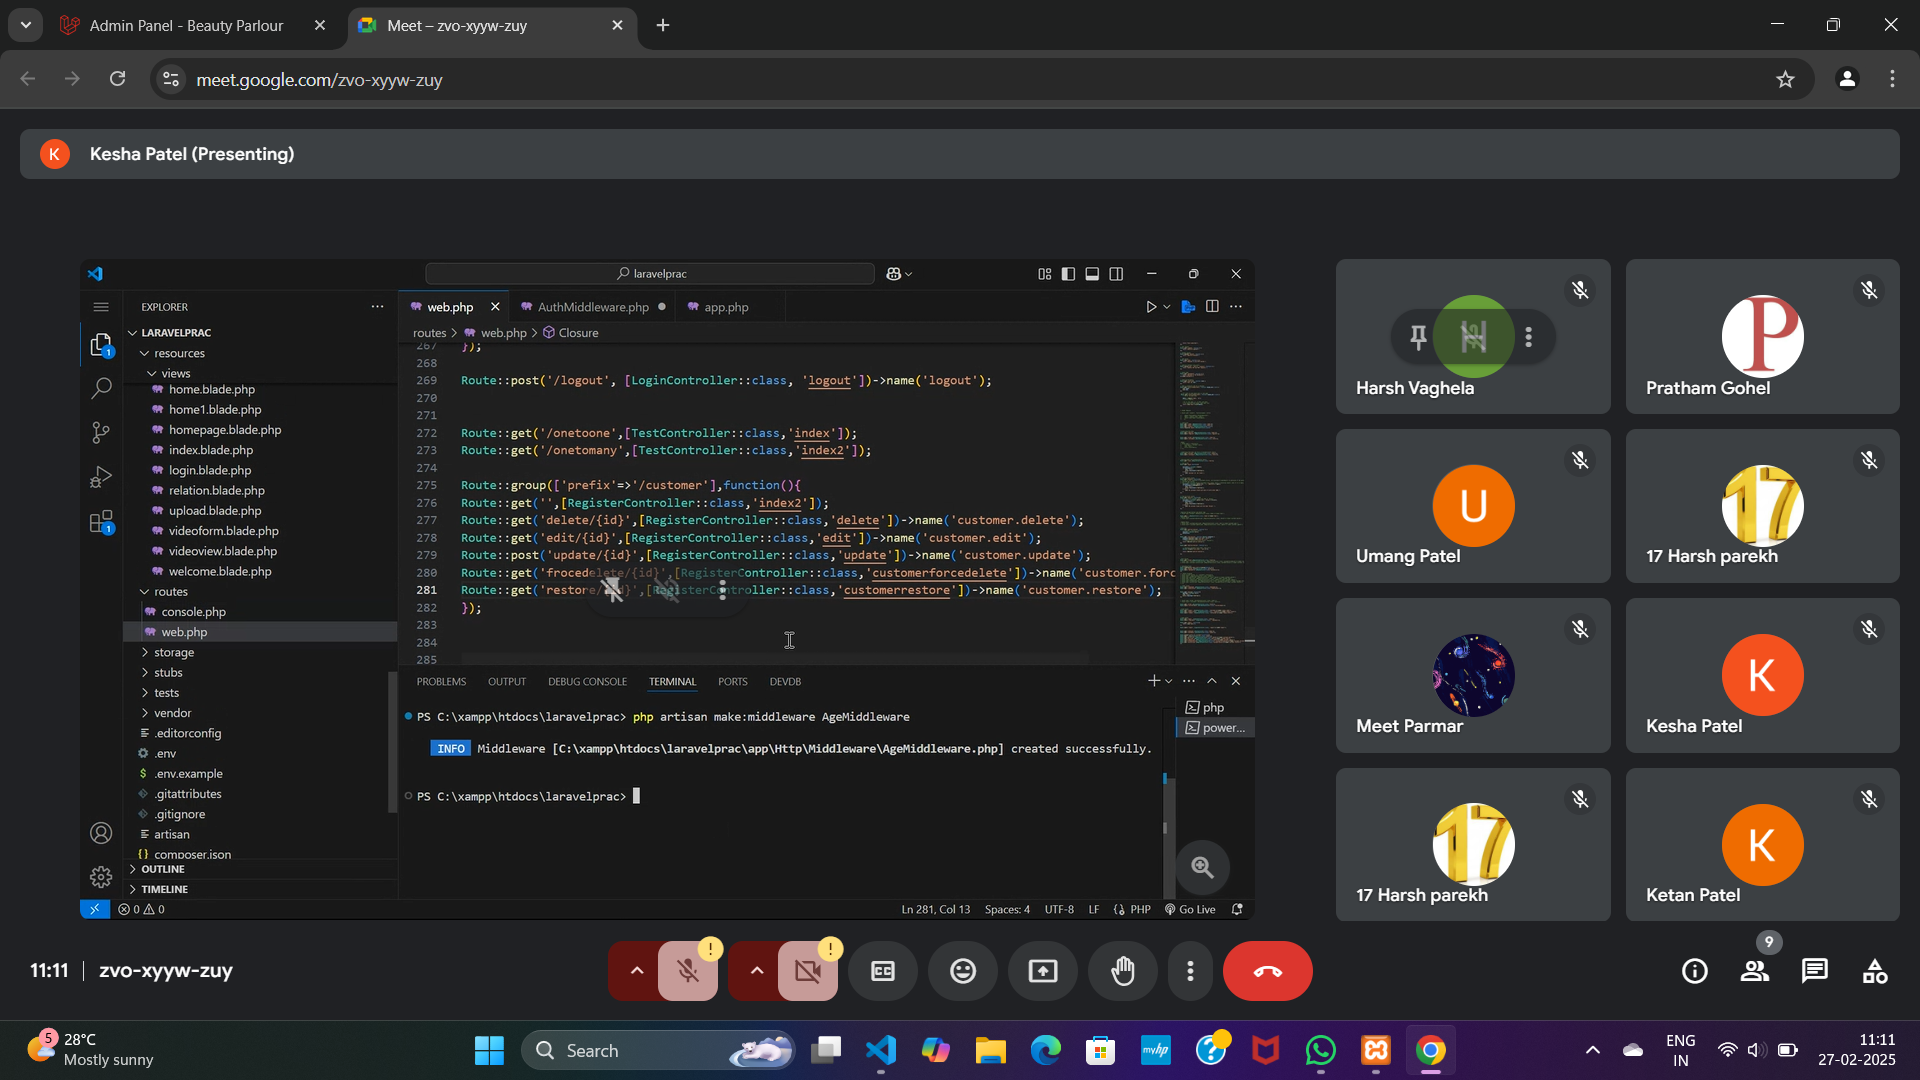 Admin Panel - Beauty Parlour
Meet – zvo-xyyw-zuy
meet.google.com/zvo-xyyw-zuy
K
Kesha Patel (Presenting)
laravelprac
EXPLORER
web.php
AuthMiddleware.php
app.php
routes > web.php > Closure
LARAVELPRAC
resources
views
home.blade.php
home1.blade.php
homepage.blade.php
index.blade.php
login.blade.php
relation.blade.php
upload.blade.php
videoform.blade.php
videoview.blade.php
welcome.blade.php
routes
console.php
web.php
storage
stubs
tests
vendor
.editorconfig
.env
.env.example
.gitattributes
.gitignore
artisan
composer.json
OUTLINE
TIMELINE
267 });
268
269 Route::post('/logout', [LoginController::class, 'logout'])->name('logout');
270
271
272 Route::get('/onetoone',[TestController::class,'index']);
273 Route::get('/onetomany',[TestController::class,'index2']);
274
275 Route::group(['prefix'=>'/customer'],function(){
276 Route::get('',[RegisterController::class,'index2']);
277 Route::get('delete/{id}',[RegisterController::class,'delete'])->name('customer.delete');
278 Route::get('edit/{id}',[RegisterController::class,'edit'])->name('customer.edit');
279 Route::post('update/{id}',[RegisterController::class,'update'])->name('customer.update');
280 Route::get('frocedelete/{id}',[RegisterController::class,'customerforcedelete'])->name('customer.forc
281 Route::get('restore/{id}',[RegisterController::class,'customerrestore'])->name('customer.restore');
282 });
283
284
285
PROBLEMS OUTPUT DEBUG CONSOLE TERMINAL PORTS DEVDB
PS C:\xampp\htdocs\laravelprac> php artisan make:middleware AgeMiddleware
INFO Middleware [C:\xampp\htdocs\laravelprac\app\Http\Middleware\AgeMiddleware.php] created successfully.
PS C:\xampp\htdocs\laravelprac>
php
power...
0 0
Ln 281, Col 13 Spaces: 4 UTF-8 LF PHP Go Live
H
Harsh Vaghela
P
Pratham Gohel
U
Umang Patel
17
17 Harsh parekh
Meet Parmar
K
Kesha Patel
17
17 Harsh parekh
K
Ketan Patel
11:11
zvo-xyyw-zuy
9
5
28°C
Mostly sunny
Search
myhp
ENG
IN
11:11
27-02-2025